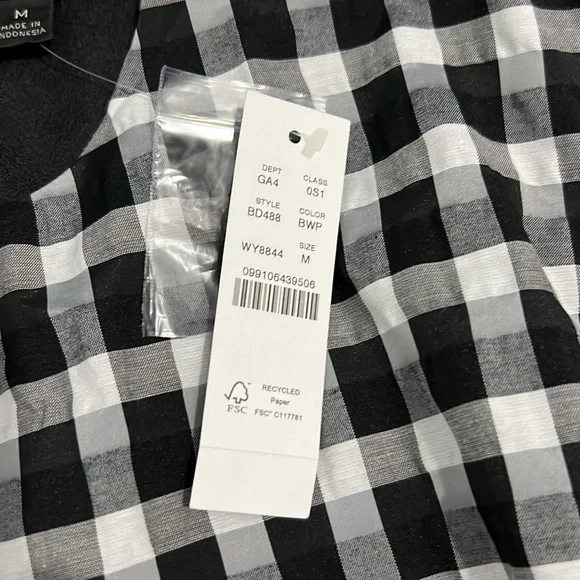 M
MADE IN
INDONESIA
DEPT CLASS
GA4 0S1
STYLE COLOR
BD488 BWP
SIZE
WY8844 M
099106439506
FSC
RECYCLED
Paper
FSC® C117781